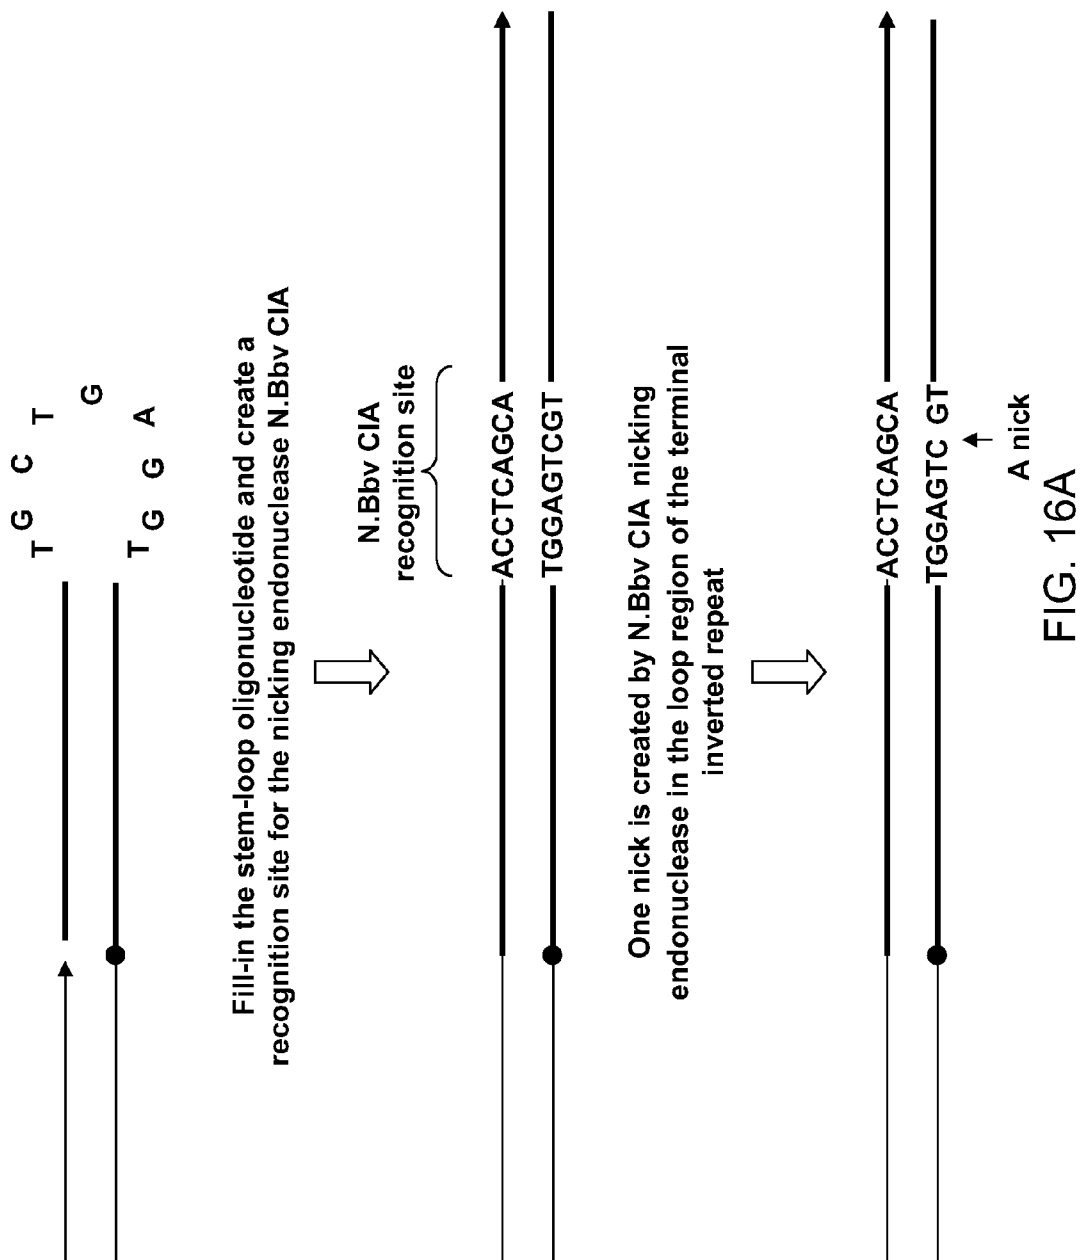 G C
T T
G
T G G A
Fill-in the stem-loop oligonucleotide and create a
recognition site for the nicking endonuclease N.Bbv CIA
N.Bbv CIA
recognition site
ACCTCAGCA
TGGAGTCGT
One nick is created by N.Bbv CIA nicking
endonuclease in the loop region of the terminal
inverted repeat
ACCTCAGCA
TGGAGTC GT
A nick
FIG. 16A